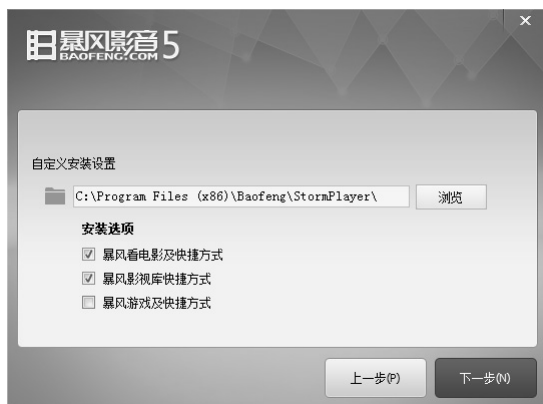 暴风影音5
BAOFENG.COM
自定义安装设置
C:\Program Files (x86)\Baofeng\StormPlayer\ 浏览
安装选项
暴风看电影及快捷方式
暴风影视库快捷方式
暴风游戏及快捷方式
上一步(P) 下一步(N)